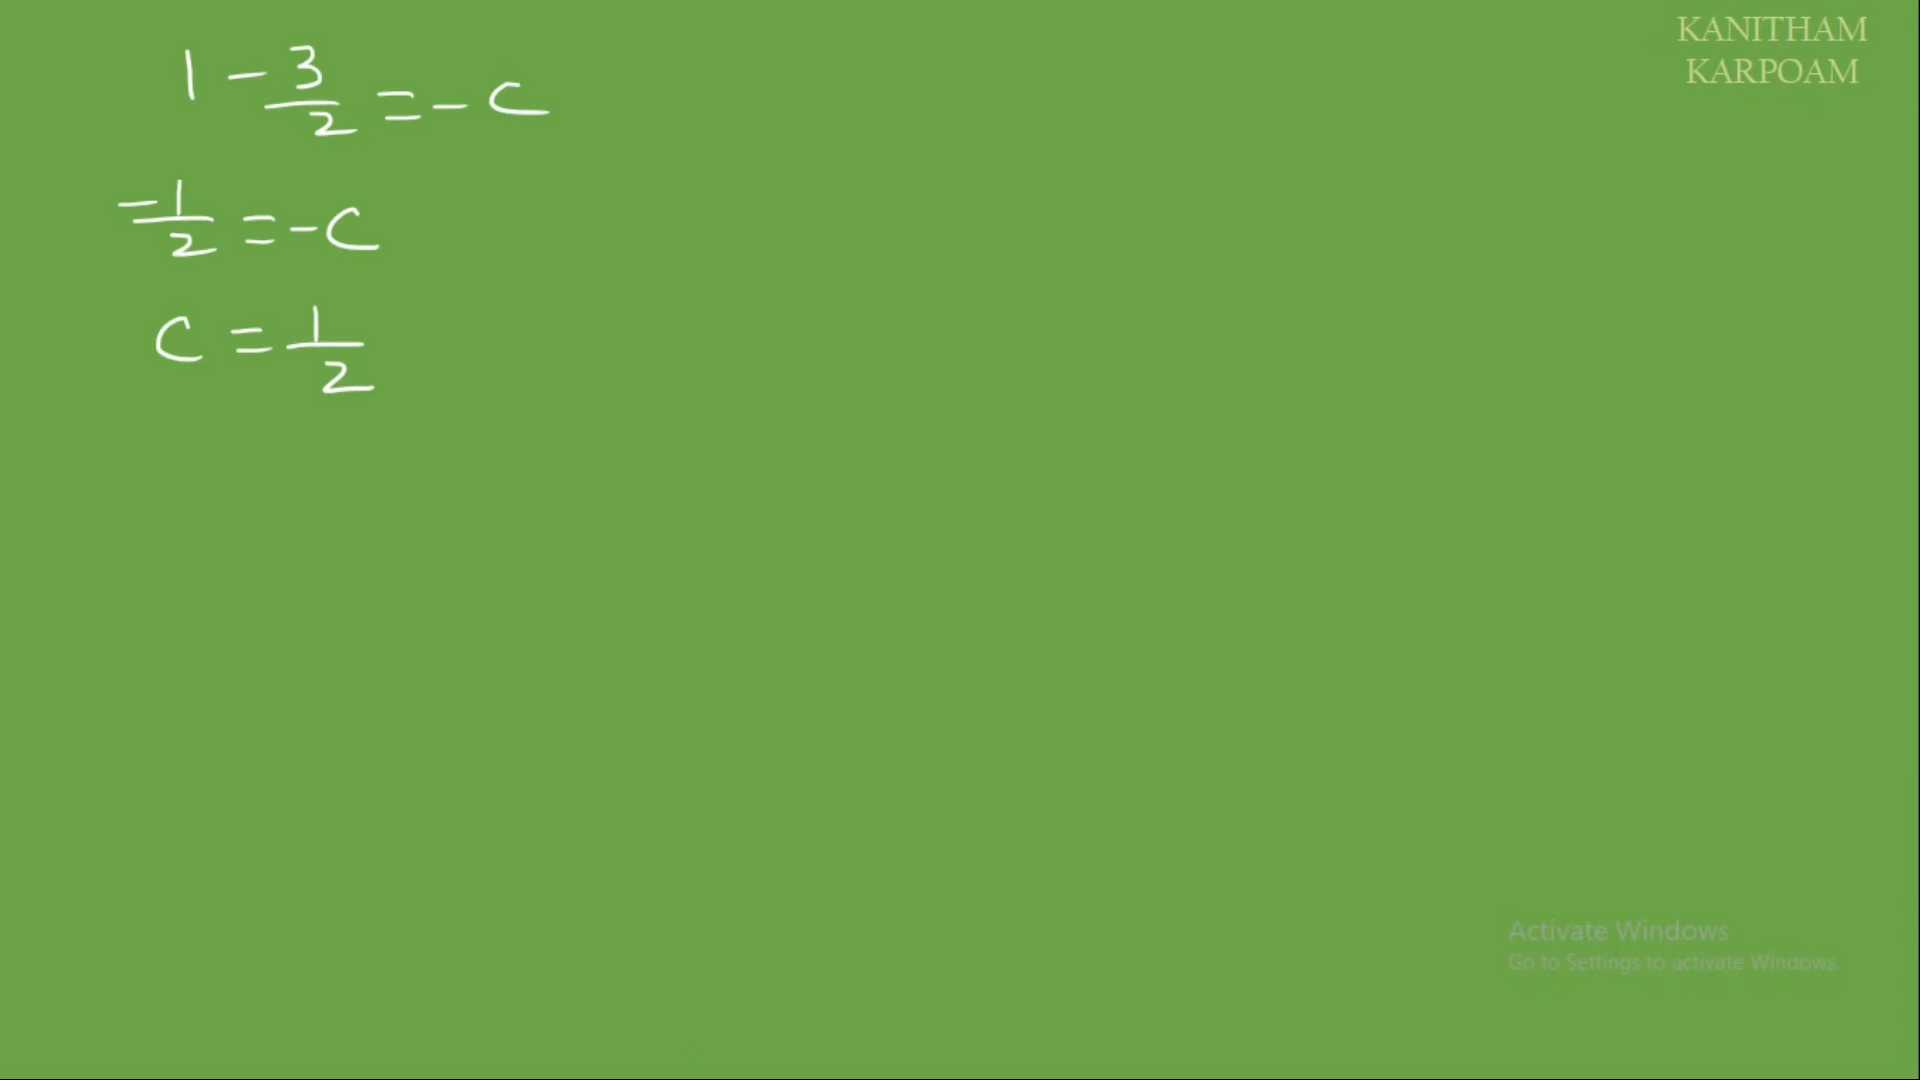 KANITHAM
KARPOAM
1 - 3/2 = - C
-1/2 = - C
C = 1/2
Activate Windows
Go to Settings to activate Windows.